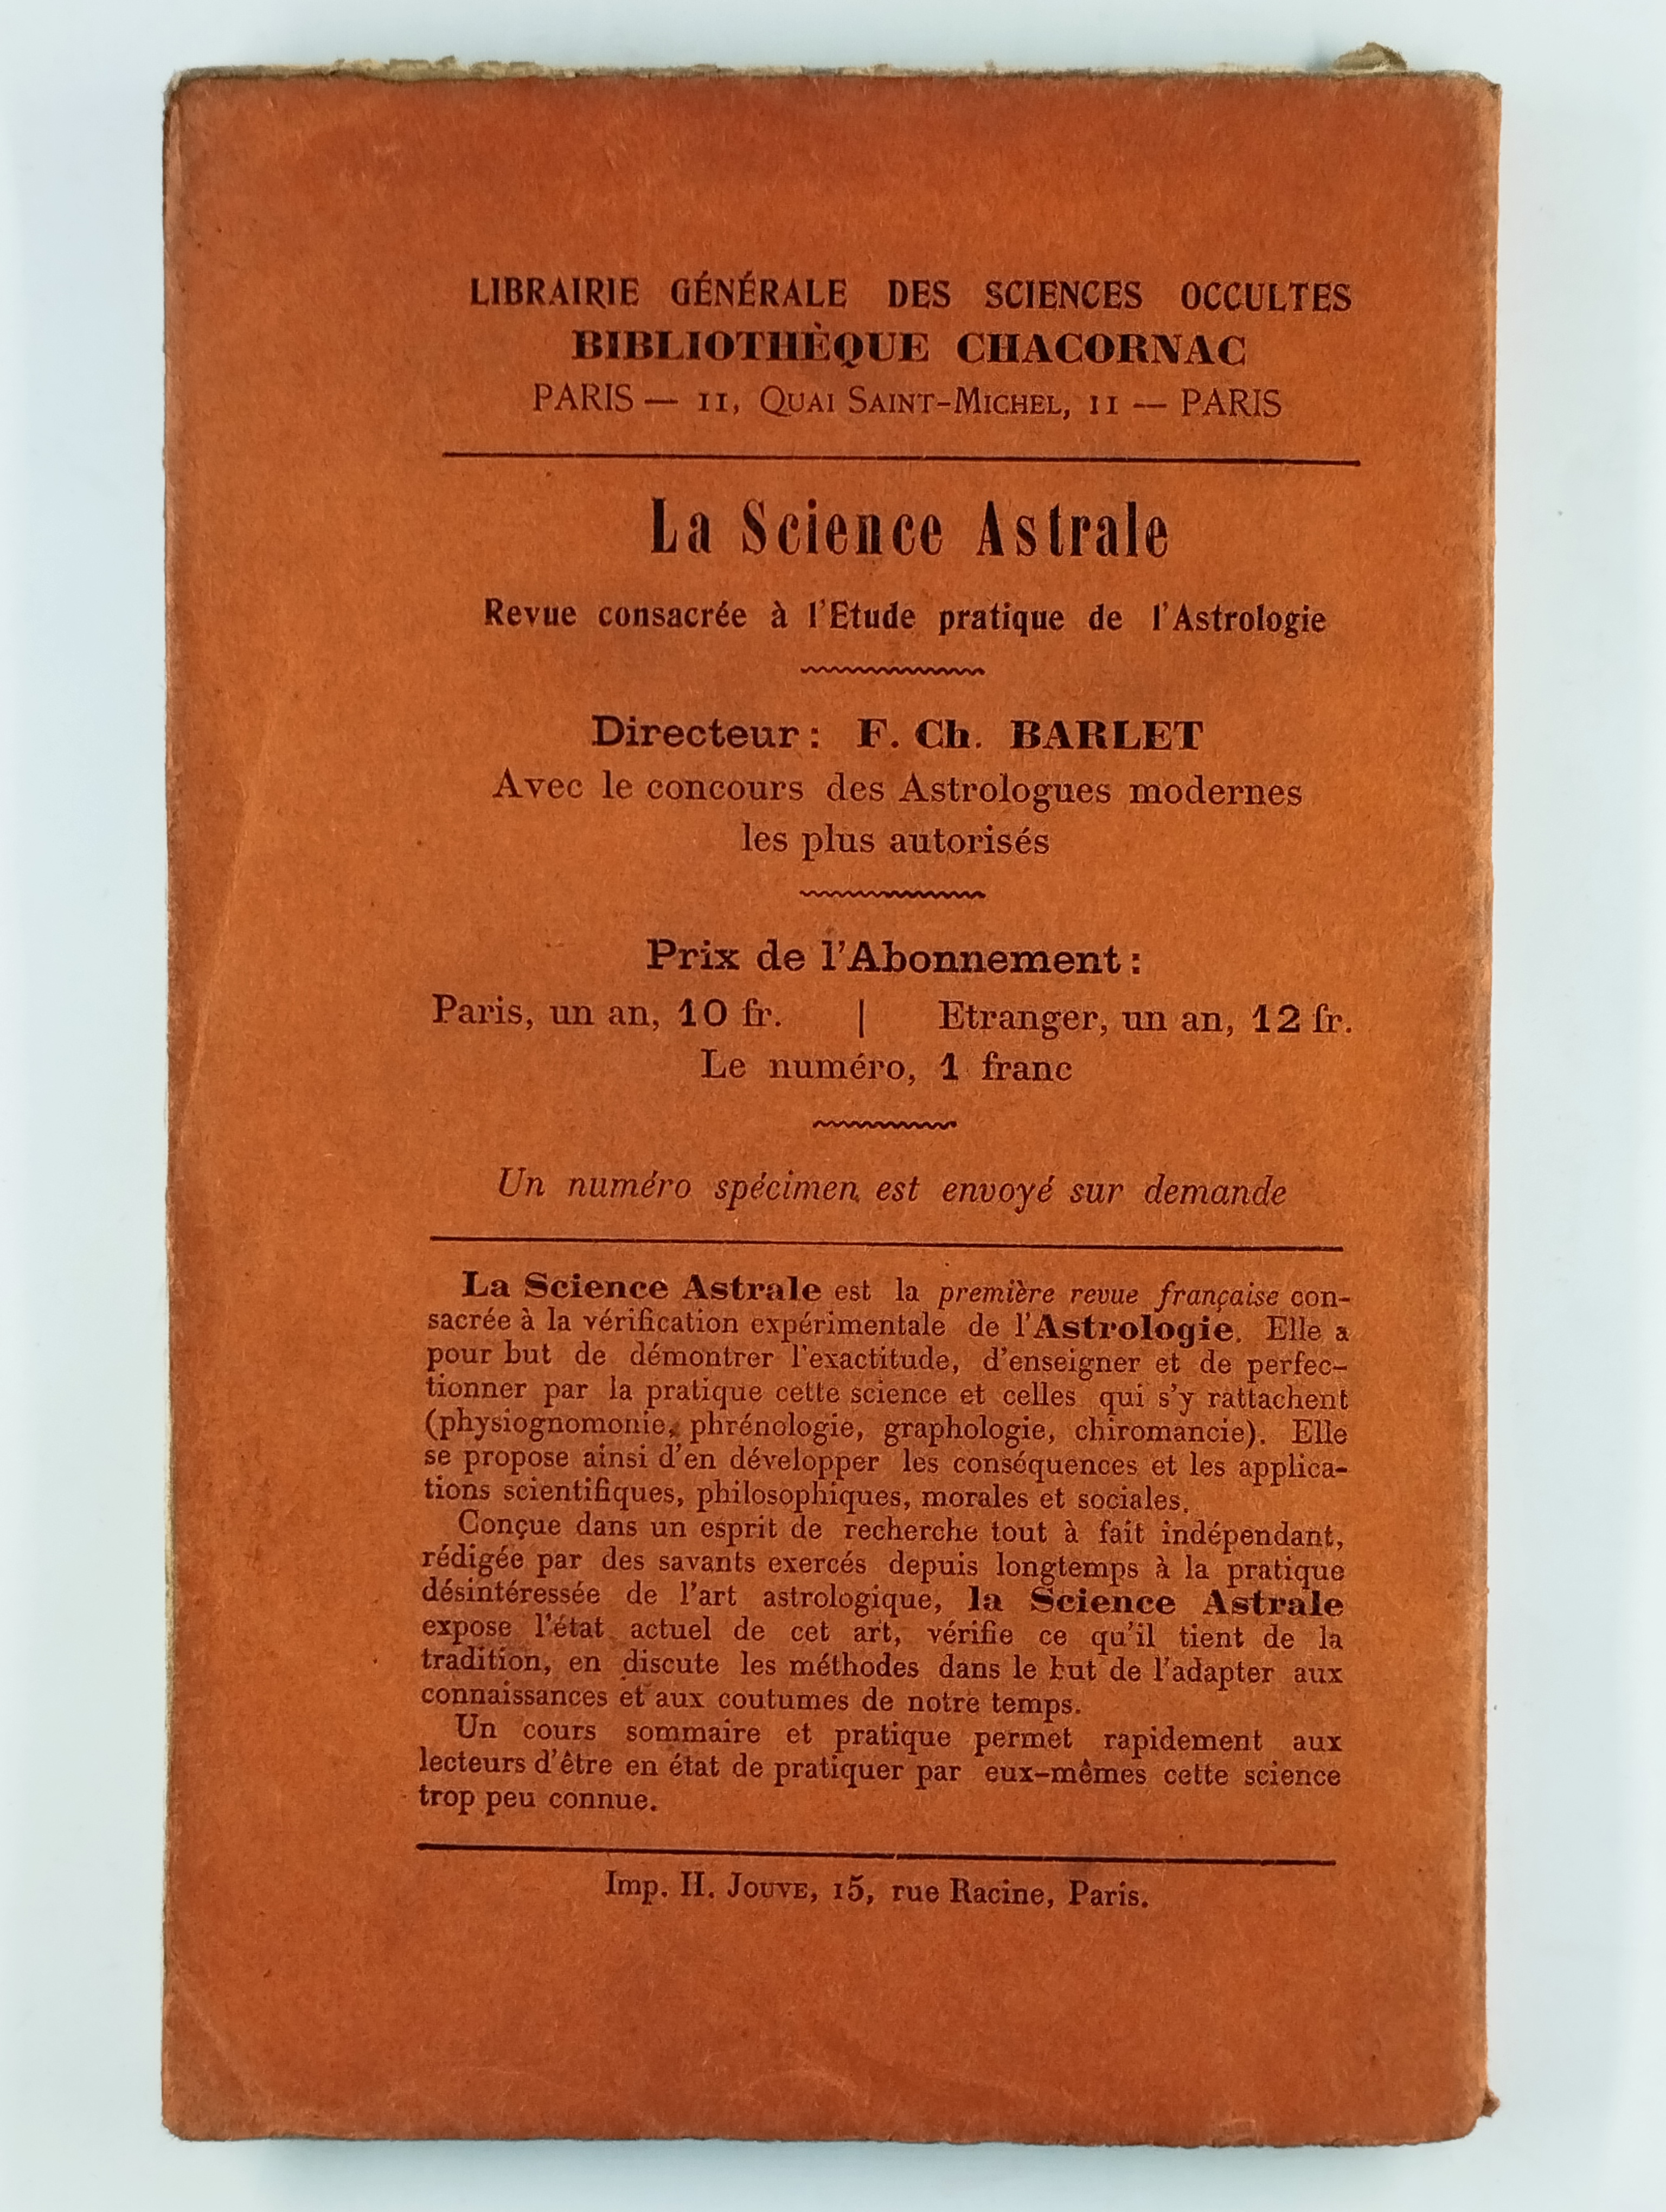 LIBRAIRIE GÉNÉRALE DES SCIENCES OCCULTES
BIBLIOTHÈQUE CHACORNAC
PARIS — 11, QUAI SAINT-MICHEL, 11 — PARIS
La Science Astrale
Revue consacrée à l'Etude pratique de l'Astrologie
Directeur : F. Ch. BARLET
Avec le concours des Astrologues modernes
les plus autorisés
Prix de l'Abonnement :
Paris, un an, 10 fr. | Etranger, un an, 12 fr.
Le numéro, 1 franc
Un numéro spécimen est envoyé sur demande
La Science Astrale est la première revue française con-
sacrée à la vérification expérimentale de l'Astrologie. Elle a
pour but de démontrer l'exactitude, d'enseigner et de perfec-
tionner par la pratique cette science et celles qui s'y rattachent
(physiognomonie, phrénologie, graphologie, chiromancie). Elle
se propose ainsi d'en développer les conséquences et les applica-
tions scientifiques, philosophiques, morales et sociales.
Conçue dans un esprit de recherche tout à fait indépendant,
rédigée par des savants exercés depuis longtemps à la pratique
désintéressée de l'art astrologique, la Science Astrale
expose l'état actuel de cet art, vérifie ce qu'il tient de la
tradition, en discute les méthodes dans le but de l'adapter aux
connaissances et aux coutumes de notre temps.
Un cours sommaire et pratique permet rapidement aux
lecteurs d'être en état de pratiquer par eux-mêmes cette science
trop peu connue.
Imp. H. JOUVE, 15, rue Racine, Paris.